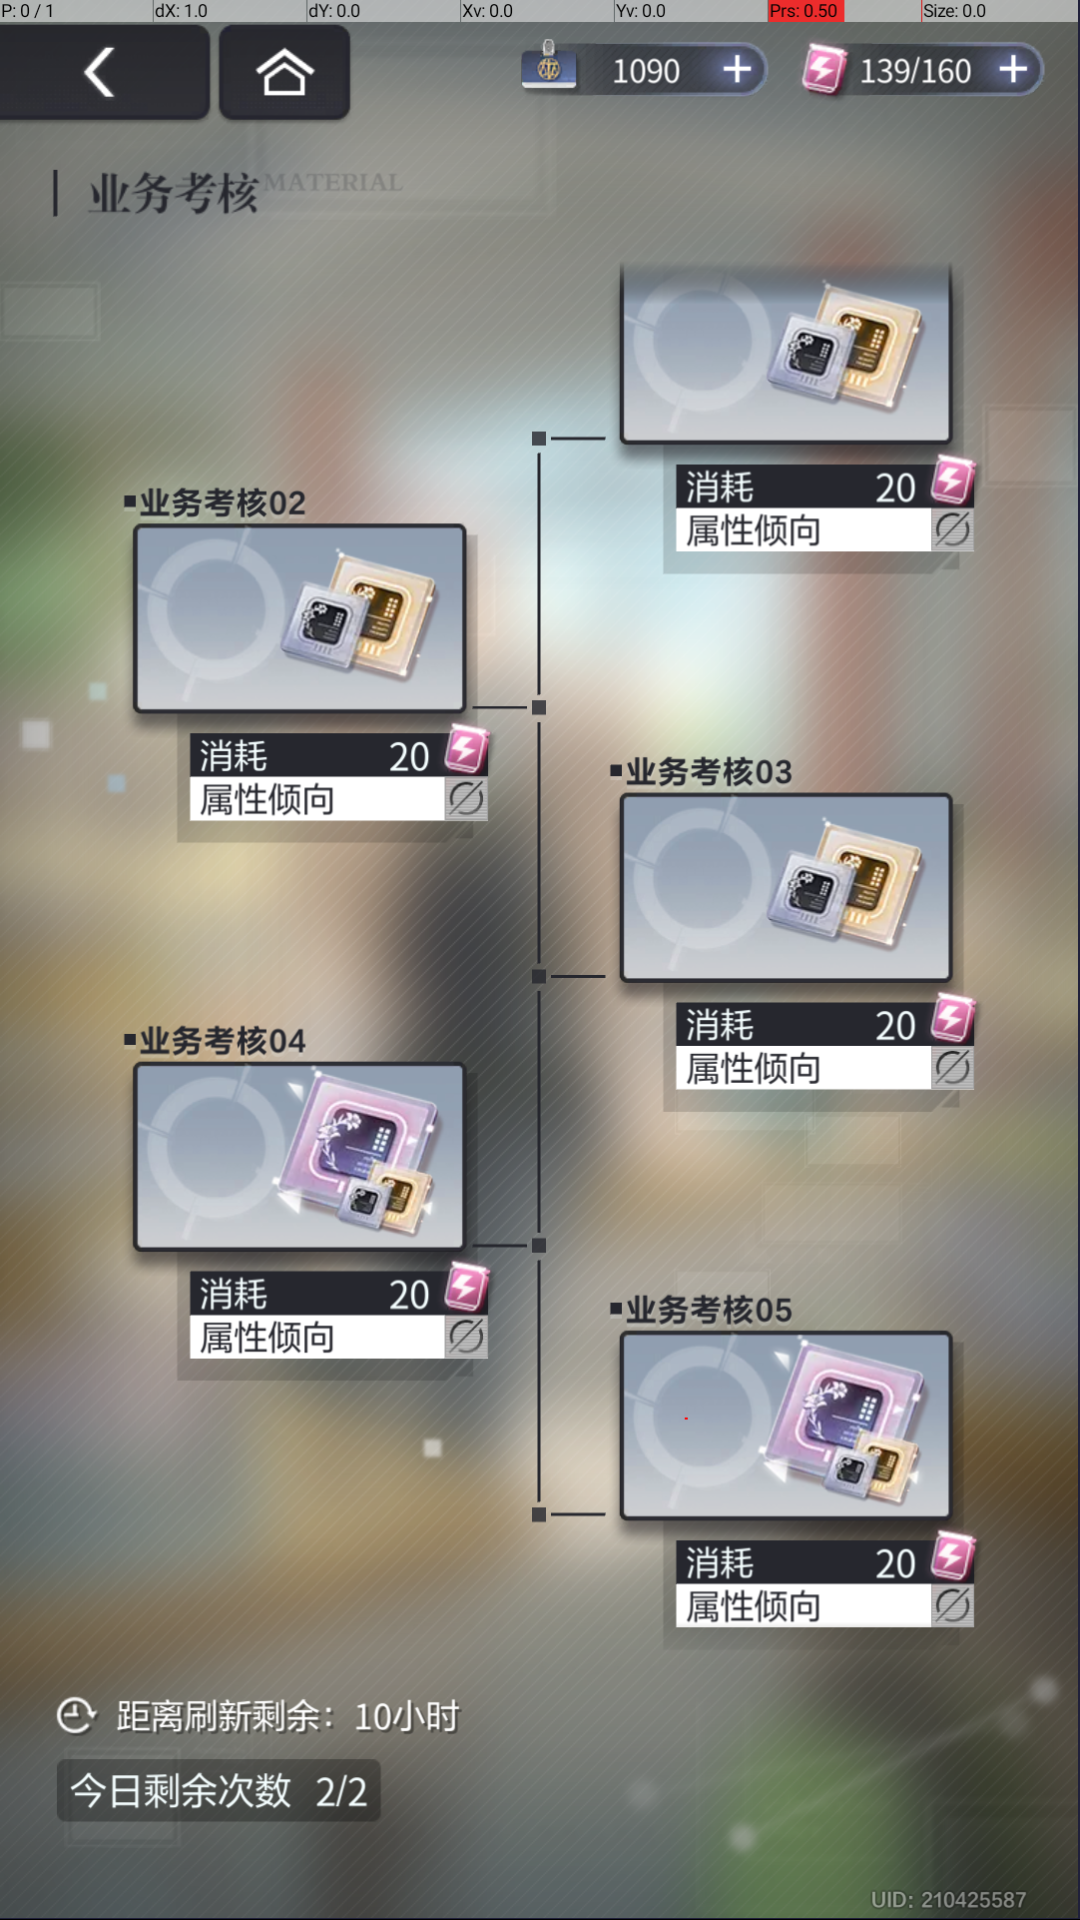 P: 0 / 1 dX: 1.0 dY: 0.0 Xv: 0.0 Yv: 0.0 Prs: 0.50 Size: 0.0
1090 139/160
业务考核 MATERIAL
消耗 20
属性倾向
业务考核02
消耗 20
属性倾向
业务考核03
消耗 20
属性倾向
业务考核04
消耗 20
属性倾向
业务考核05
消耗 20
属性倾向
距离刷新剩余：10小时
今日剩余次数 2/2
UID: 210425587